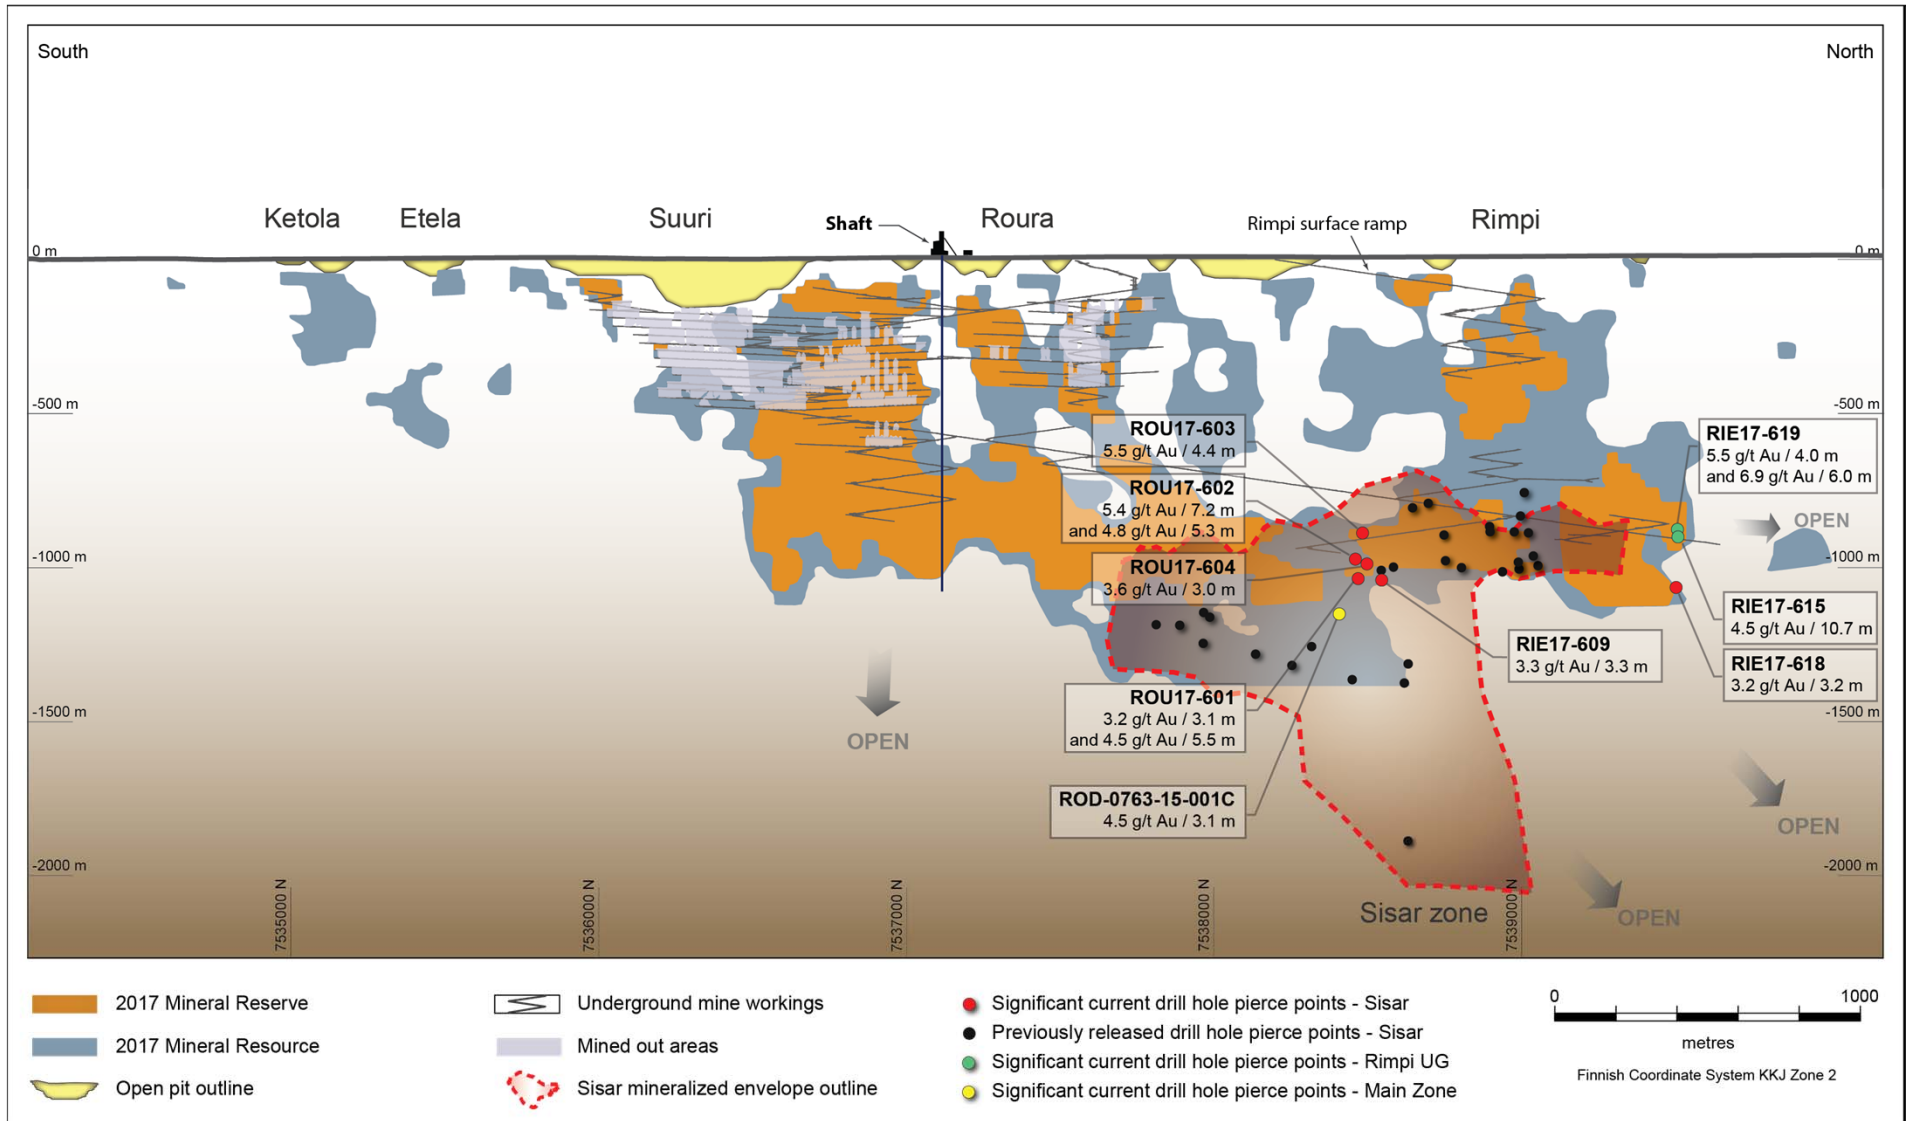 South
North
Ketola
Etela
Suuri
Shaft
Roura
Rimpi surface ramp
Rimpi
0 m
0 m
-500 m
-500 m
ROU17-603
5.5 g/t Au / 4.4 m
RIE17-619
5.5 g/t Au / 4.0 m
and 6.9 g/t Au / 6.0 m
ROU17-602
5.4 g/t Au / 7.2 m
and 4.8 g/t Au / 5.3 m
OPEN
-1000 m
-1000 m
ROU17-604
3.6 g/t Au / 3.0 m
RIE17-615
4.5 g/t Au / 10.7 m
RIE17-609
3.3 g/t Au / 3.3 m
RIE17-618
3.2 g/t Au / 3.2 m
ROU17-601
3.2 g/t Au / 3.1 m
and 4.5 g/t Au / 5.5 m
-1500 m
-1500 m
OPEN
ROD-0763-15-001C
4.5 g/t Au / 3.1 m
OPEN
-2000 m
-2000 m
7535000 N
7536000 N
7537000 N
7538000 N
7539000 N
Sisar zone
OPEN
2017 Mineral Reserve
2017 Mineral Resource
Open pit outline
Underground mine workings
Mined out areas
Sisar mineralized envelope outline
Significant current drill hole pierce points - Sisar
Previously released drill hole pierce points - Sisar
Significant current drill hole pierce points - Rimpi UG
Significant current drill hole pierce points - Main Zone
0 1000
metres
Finnish Coordinate System KKJ Zone 2